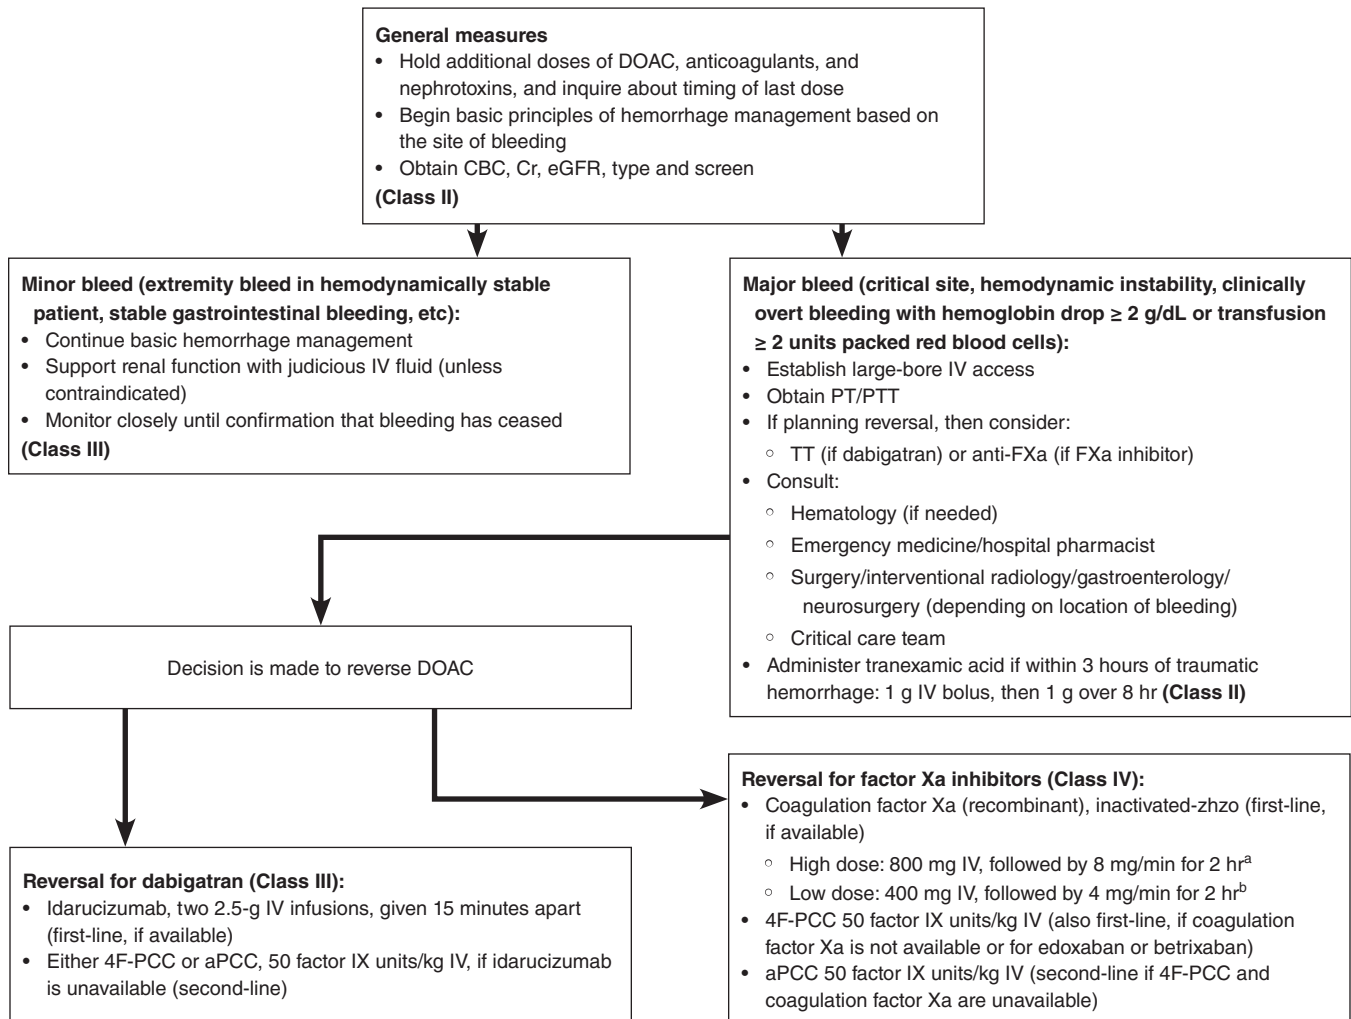 General measures
• Hold additional doses of DOAC, anticoagulants, and
nephrotoxins, and inquire about timing of last dose
• Begin basic principles of hemorrhage management based on
the site of bleeding
• Obtain CBC, Cr, eGFR, type and screen
(Class II)
Minor bleed (extremity bleed in hemodynamically stable
patient, stable gastrointestinal bleeding, etc):
• Continue basic hemorrhage management
• Support renal function with judicious IV fluid (unless
contraindicated)
• Monitor closely until confirmation that bleeding has ceased
(Class III)
Major bleed (critical site, hemodynamic instability, clinically
overt bleeding with hemoglobin drop ≥ 2 g/dL or transfusion
≥ 2 units packed red blood cells):
• Establish large-bore IV access
• Obtain PT/PTT
• If planning reversal, then consider:
○ TT (if dabigatran) or anti-FXa (if FXa inhibitor)
• Consult:
○ Hematology (if needed)
○ Emergency medicine/hospital pharmacist
○ Surgery/interventional radiology/gastroenterology/
neurosurgery (depending on location of bleeding)
○ Critical care team
• Administer tranexamic acid if within 3 hours of traumatic
hemorrhage: 1 g IV bolus, then 1 g over 8 hr (Class II)
Decision is made to reverse DOAC
Reversal for dabigatran (Class III):
• Idarucizumab, two 2.5-g IV infusions, given 15 minutes apart
(first-line, if available)
• Either 4F-PCC or aPCC, 50 factor IX units/kg IV, if idarucizumab
is unavailable (second-line)
Reversal for factor Xa inhibitors (Class IV):
• Coagulation factor Xa (recombinant), inactivated-zhzo (first-line,
if available)
○ High dose: 800 mg IV, followed by 8 mg/min for 2 hrᵃ
○ Low dose: 400 mg IV, followed by 4 mg/min for 2 hrᵇ
• 4F-PCC 50 factor IX units/kg IV (also first-line, if coagulation
factor Xa is not available or for edoxaban or betrixaban)
• aPCC 50 factor IX units/kg IV (second-line if 4F-PCC and
coagulation factor Xa are unavailable)